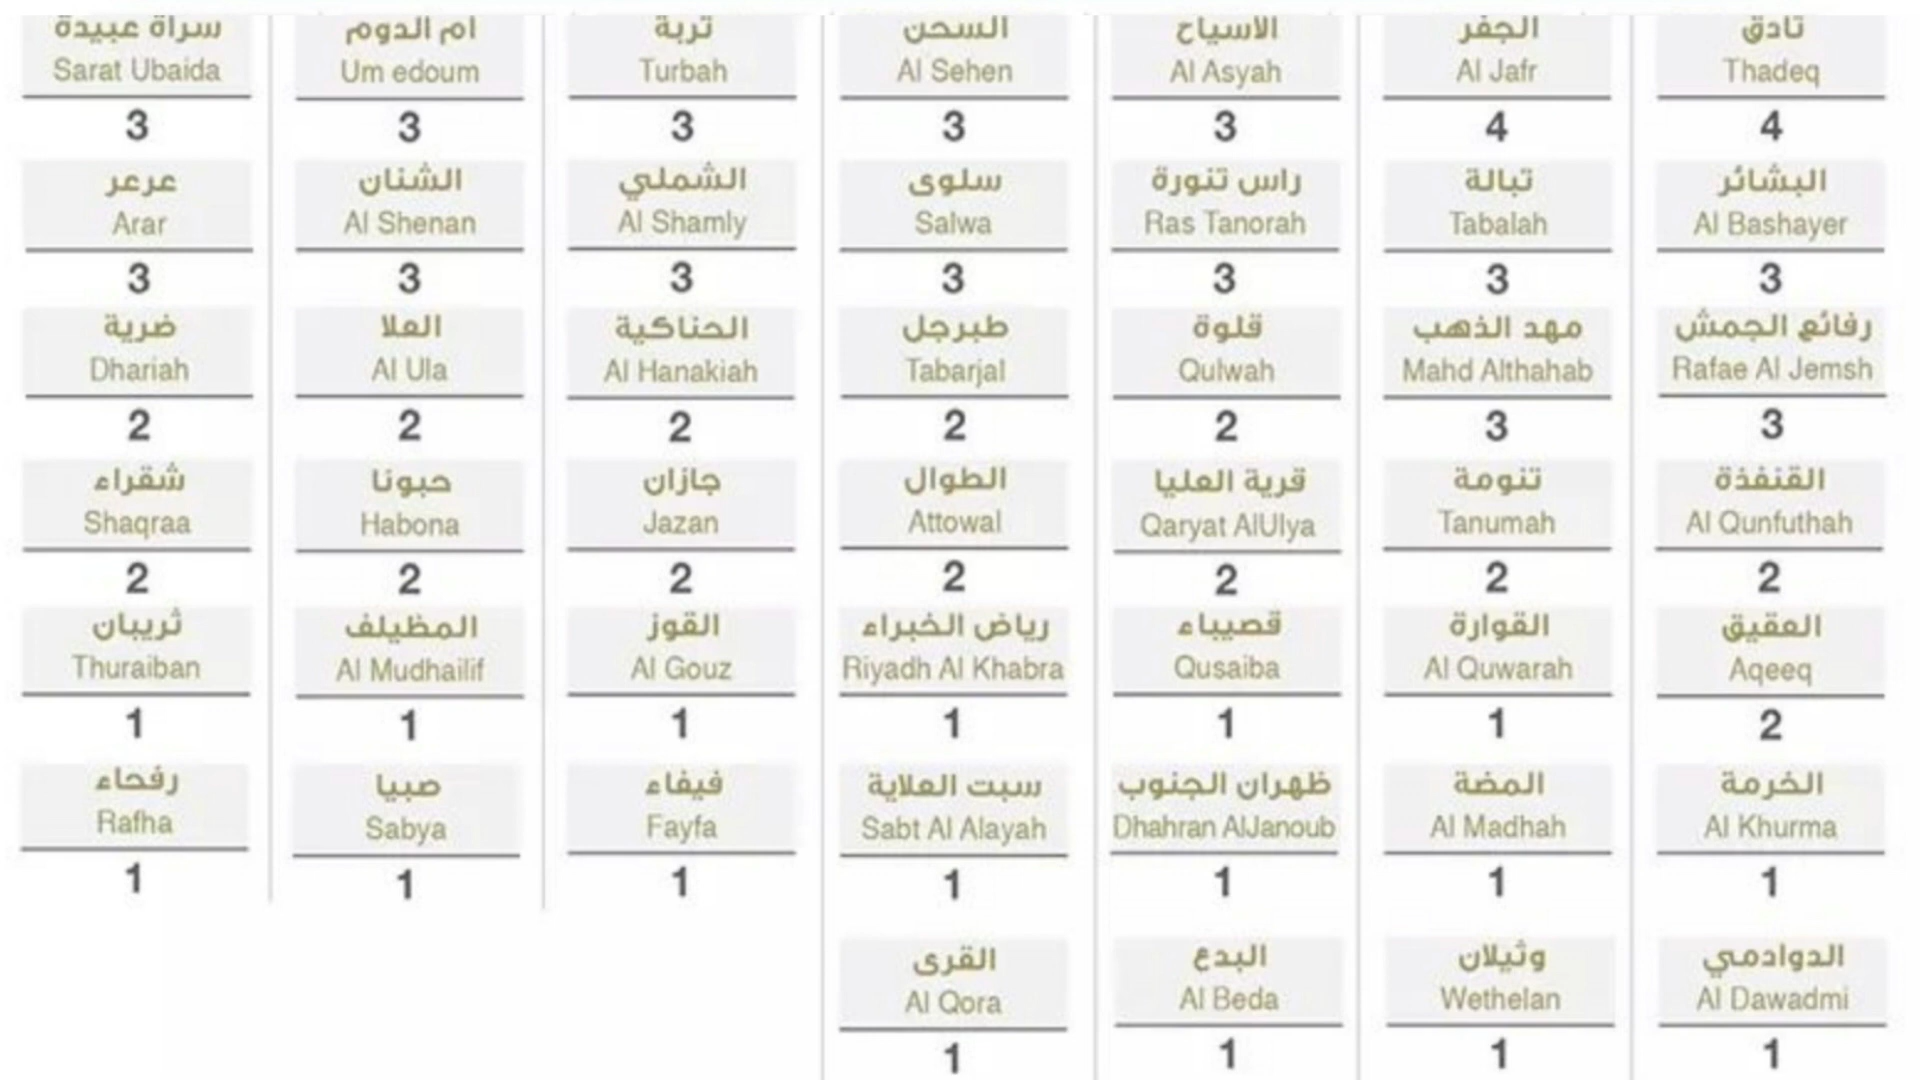 سراة عبيدة
Sarat Ubaida
3
ام الدوم
Um edoum
3
تربة
Turbah
3
السحن
Al Sehen
3
الاسياح
Al Asyah
3
الجفر
Al Jafr
4
ثادق
Thadeq
4
عرعر
Arar
3
الشنان
Al Shenan
3
الشملي
Al Shamly
3
سلوى
Salwa
3
راس تنورة
Ras Tanorah
3
تبالة
Tabalah
3
البشائر
Al Bashayer
3
ضرية
Dhariah
2
العلا
Al Ula
2
الحناكية
Al Hanakiah
2
طبرجل
Tabarjal
2
قلوة
Qulwah
2
مهد الذهب
Mahd Althahab
3
رفائع الجمش
Rafae Al Jemsh
3
شقراء
Shaqraa
2
حبونا
Habona
2
جازان
Jazan
2
الطوال
Attowal
2
قرية العليا
Qaryat AlUlya
2
تنومة
Tanumah
2
القنفذة
Al Qunfuthah
2
ثريبان
Thuraiban
1
المظيلف
Al Mudhailif
1
القوز
Al Gouz
1
رياض الخبراء
Riyadh Al Khabra
1
قصيباء
Qusaiba
1
القوارة
Al Quwarah
1
العقيق
Aqeeq
2
رفحاء
Rafha
1
صبيا
Sabya
1
فيفاء
Fayfa
1
سبت العلاية
Sabt Al Alayah
1
ظهران الجنوب
Dhahran AlJanoub
1
المضة
Al Madhah
1
الخرمة
Al Khurma
1
القرى
Al Qora
1
البدع
Al Beda
1
وثيلان
Wethelan
1
الدوادمي
Al Dawadmi
1